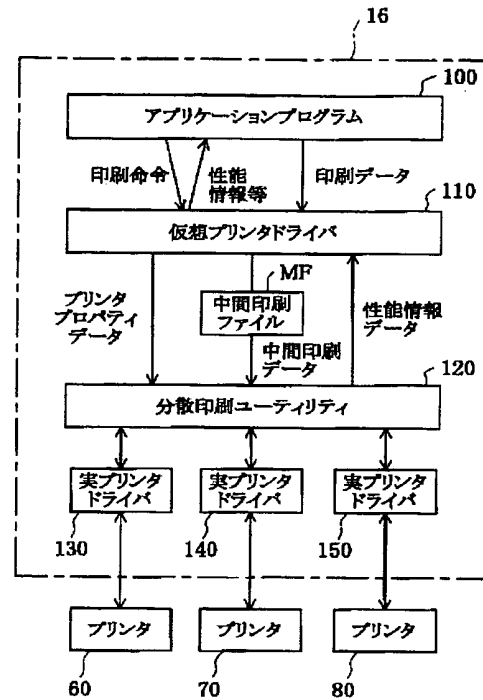 16
100
アプリケーションプログラム
印刷命令
性能
情報等
印刷データ
110
仮想プリンタドライバ
プリンタ
プロパティ
データ
MF
中間印刷
ファイル
中間印刷
データ
性能情報
データ
120
分散印刷ユーティリティ
実プリンタ
ドライバ
実プリンタ
ドライバ
実プリンタ
ドライバ
130
140
150
プリンタ
プリンタ
プリンタ
60
70
80